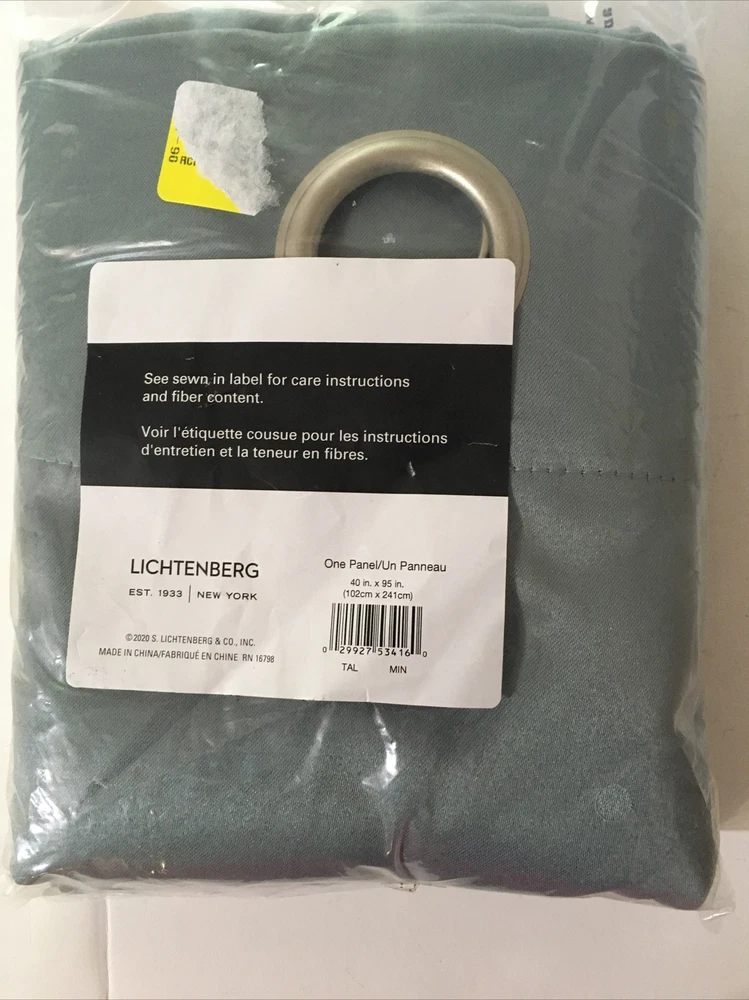 See sewn in label for care instructions
and fiber content.
Voir l'étiquette cousue pour les instructions
d'entretien et la teneur en fibres.
LICHTENBERG
EST. 1933 | NEW YORK
©2020 S. LICHTENBERG & CO., INC.
MADE IN CHINA/FABRIQUÉ EN CHINE RN 16798
One Panel/Un Panneau
40 in. x 95 in.
(102cm x 241cm)
0 29927 53416 0
TAL MIN